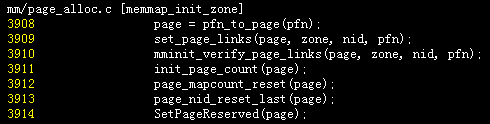 mm/page_alloc.c [memmap_init_zone]
3908 page = pfn_to_page(pfn);
3909 set_page_links(page, zone, nid, pfn);
3910 mminit_verify_page_links(page, zone, nid, pfn);
3911 init_page_count(page);
3912 page_mapcount_reset(page);
3913 page_nid_reset_last(page);
3914 SetPageReserved(page);